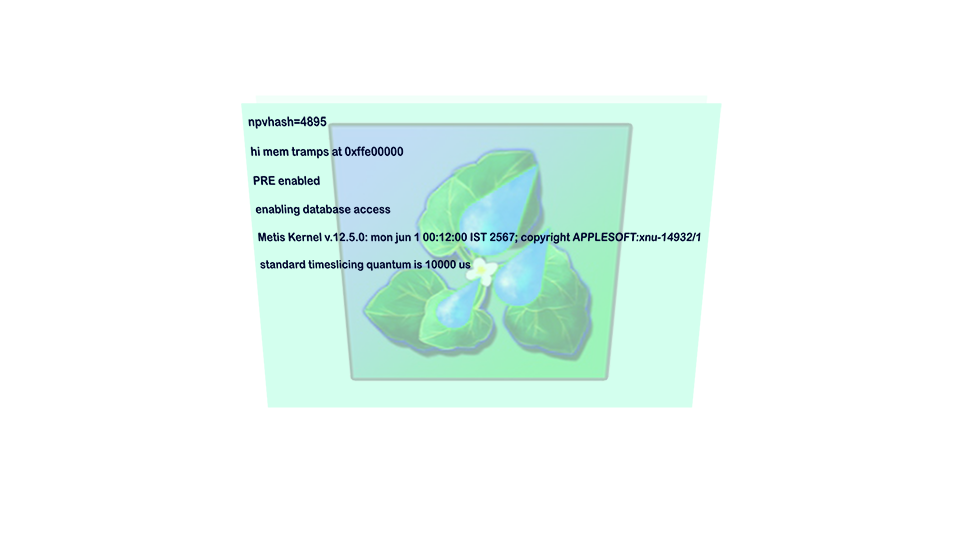 npvhash=4895
hi mem tramps at 0xffe00000
PRE enabled
enabling database access
Metis Kernel v.12.5.0: mon jun 1 00:12:00 IST 2567; copyright APPLESOFT:xnu-14932/1
standard timeslicing quantum is 10000 us